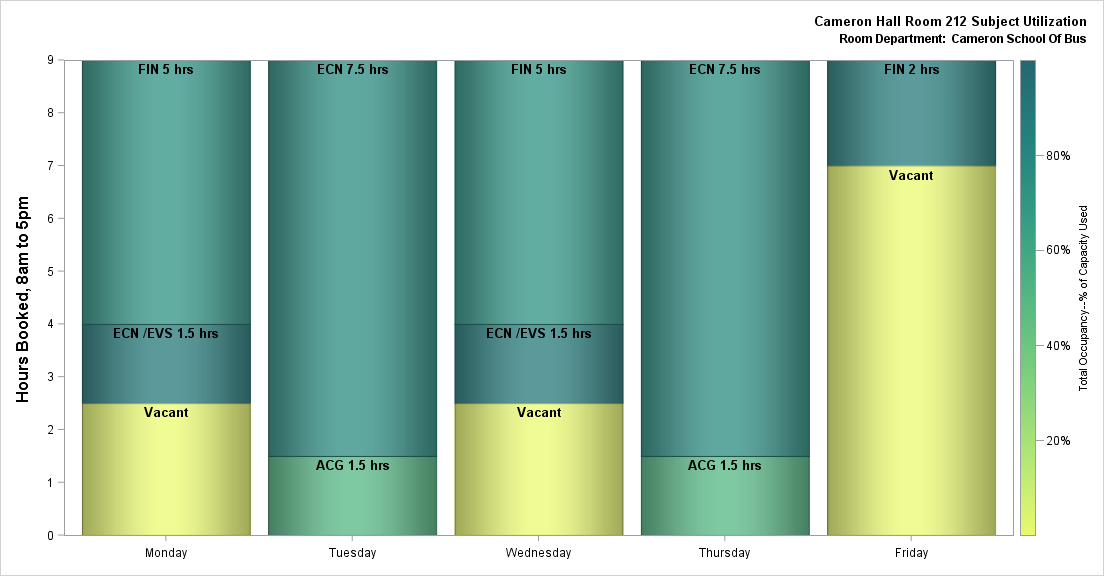 Cameron Hall Room 212 Subject Utilization
Room Department: Cameron School Of Bus
Hours Booked, 8am to 5pm
9
8
7
6
5
4
3
2
1
0
FIN 5 hrs
ECN /EVS 1.5 hrs
Vacant
ECN 7.5 hrs
ACG 1.5 hrs
FIN 5 hrs
ECN /EVS 1.5 hrs
Vacant
ECN 7.5 hrs
ACG 1.5 hrs
FIN 2 hrs
Vacant
Monday
Tuesday
Wednesday
Thursday
Friday
80%
60%
40%
20%
Total Occupancy--% of Capacity Used